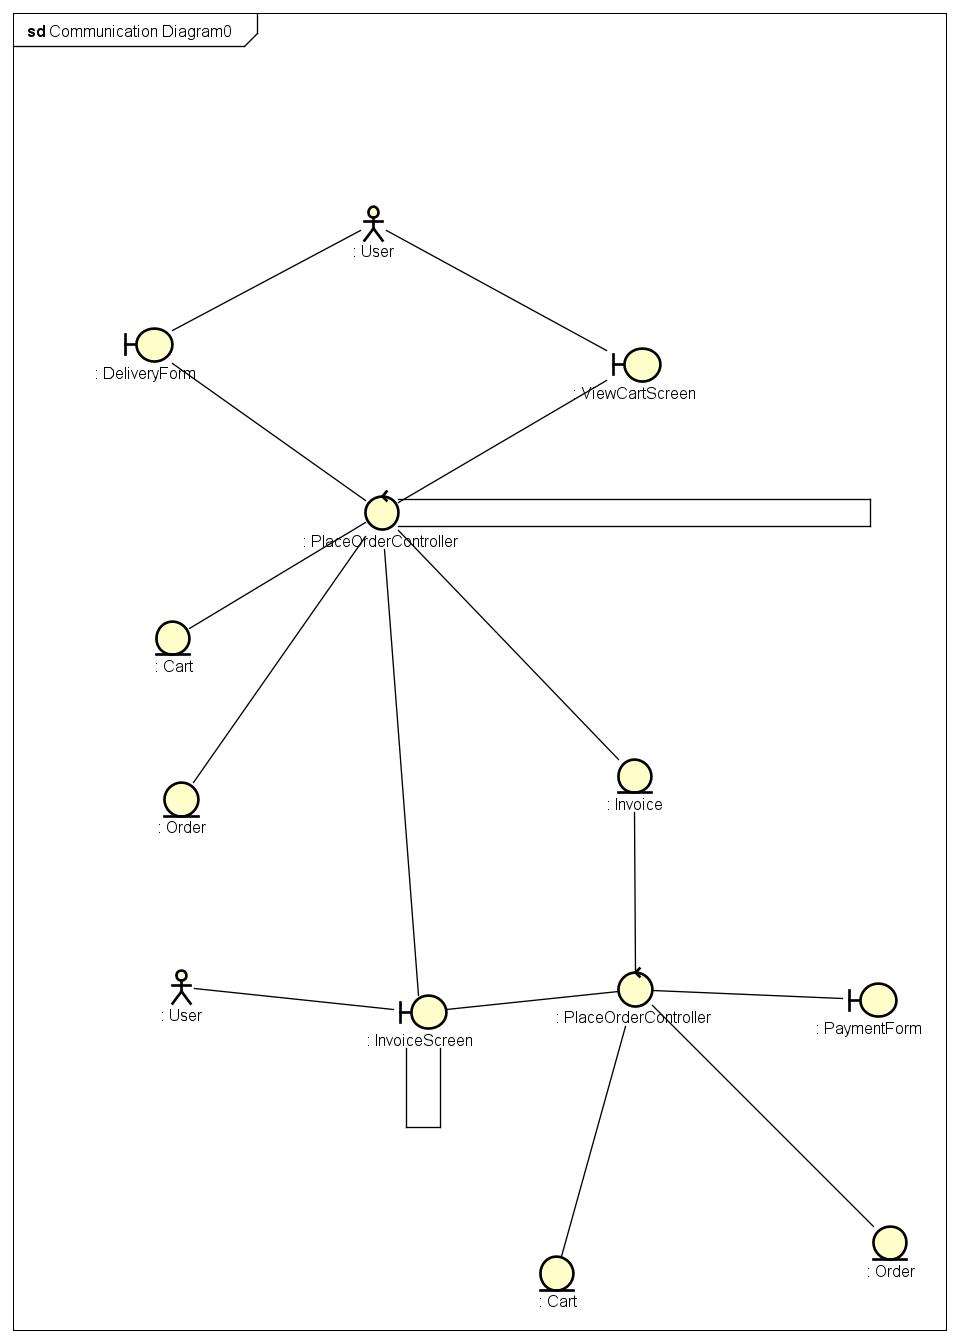 sd Communication Diagram0
: User
: DeliveryForm
: ViewCartScreen
: PlaceOrderController
: Cart
: Invoice
: Order
: User
: PlaceOrderController
: PaymentForm
: InvoiceScreen
: Order
: Cart